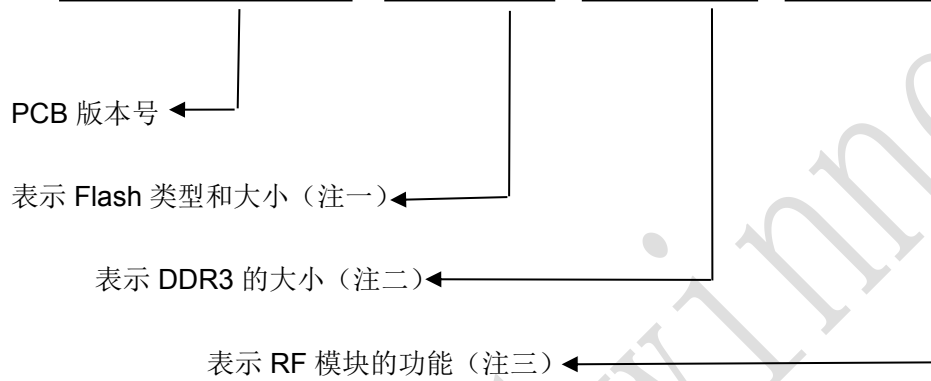 PCB 版本号
表示 Flash 类型和大小（注一）
表示 DDR3 的大小（注二）
表示 RF 模块的功能（注三）